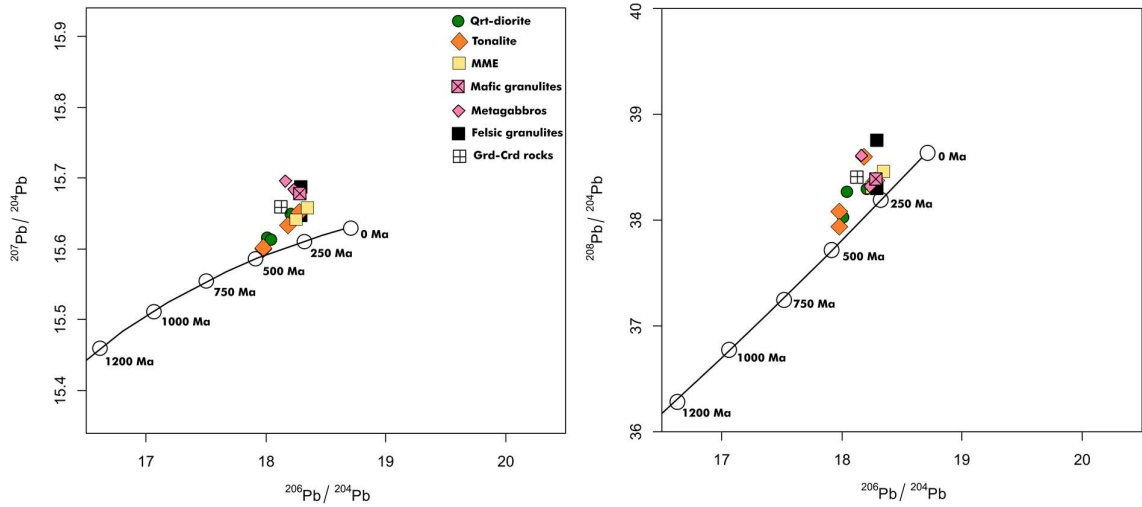 15.9
15.8
15.7
15.6
15.5
15.4
²⁰⁷Pb/ ²⁰⁴Pb
Qrt-diorite
Tonalite
MME
Mafic granulites
Metagabbros
Felsic granulites
Grd-Crd rocks
0 Ma
250 Ma
500 Ma
750 Ma
1000 Ma
1200 Ma
17 18 19 20
²⁰⁶Pb/ ²⁰⁴Pb
40
39
38
37
36
²⁰⁸Pb/ ²⁰⁴Pb
0 Ma
250 Ma
500 Ma
750 Ma
1000 Ma
1200 Ma
17 18 19 20
²⁰⁶Pb/ ²⁰⁴Pb